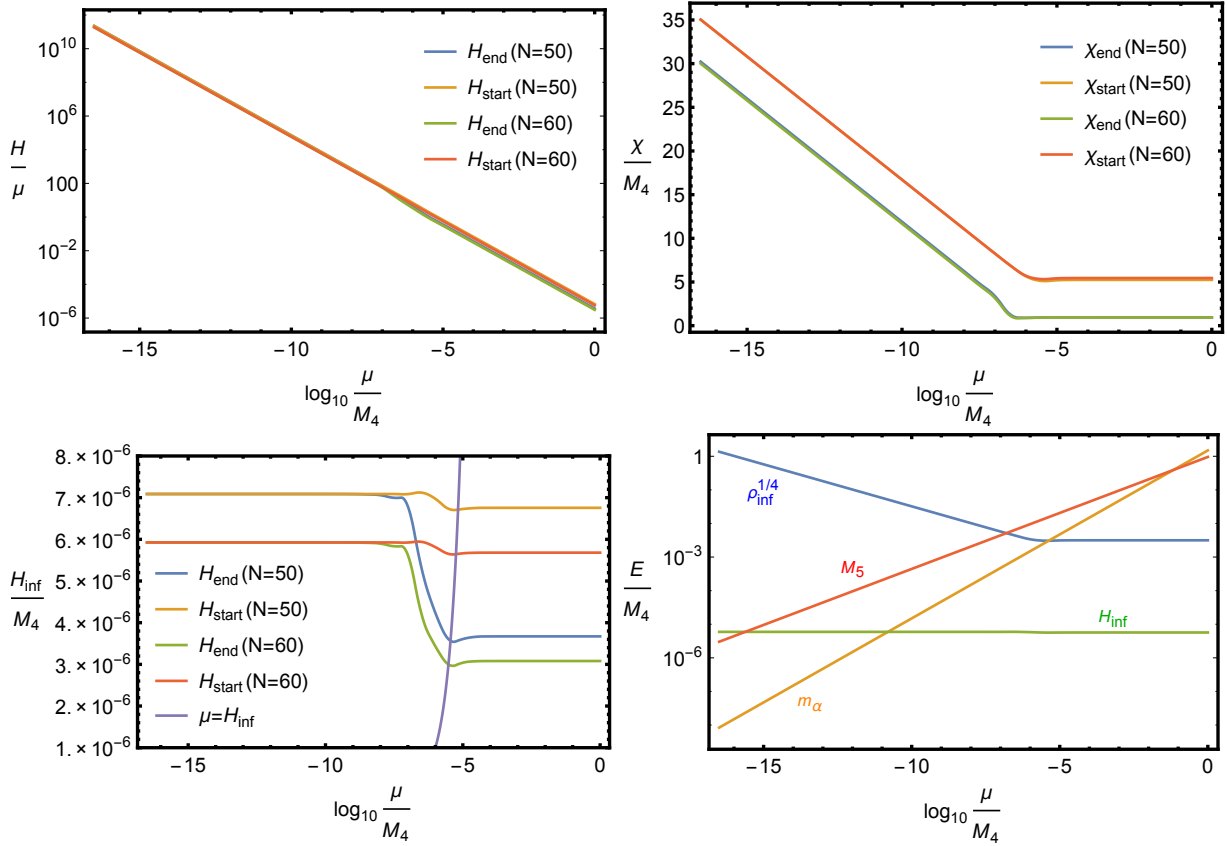 10^10
10^6
100
10^-2
10^-6
H/μ
H_end (N=50)
H_start (N=50)
H_end (N=60)
H_start (N=60)
−15 −10 −5 0
log_10 μ/M_4
35
30
25
20
15
10
5
0
χ/M_4
χ_end (N=50)
χ_start (N=50)
χ_end (N=60)
χ_start (N=60)
−15 −10 −5 0
log_10 μ/M_4
8. × 10^-6
7. × 10^-6
6. × 10^-6
5. × 10^-6
4. × 10^-6
3. × 10^-6
2. × 10^-6
1. × 10^-6
H_inf/M_4
H_end (N=50)
H_start (N=50)
H_end (N=60)
H_start (N=60)
μ=H_inf
−15 −10 −5 0
log_10 μ/M_4
1
10^-3
10^-6
E/M_4
ρ_inf^1/4
M_5
H_inf
m_α
−15 −10 −5 0
log_10 μ/M_4